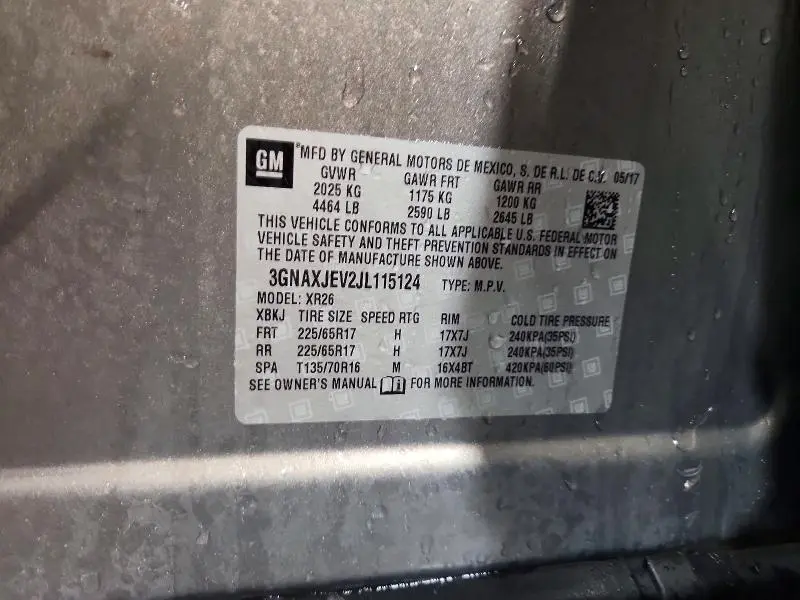 GM
®MFD BY GENERAL MOTORS DE MEXICO, S. DE R.L. DE C.V. 05/17
GVWR GAWR FRT GAWR RR
2025 KG 1175 KG 1200 KG
4464 LB 2590 LB 2645 LB
THIS VEHICLE CONFORMS TO ALL APPLICABLE U.S. FEDERAL MOTOR
VEHICLE SAFETY AND THEFT PREVENTION STANDARDS IN EFFECT ON
THE DATE OF MANUFACTURE SHOWN ABOVE.
3GNAXJEV2JL115124 TYPE: M.P.V.
MODEL: XR26
XBKJ TIRE SIZE SPEED RTG RIM COLD TIRE PRESSURE
FRT 225/65R17 H 17X7J 240KPA(35PSI)
RR 225/65R17 H 17X7J 240KPA(35PSI)
SPA T135/70R16 M 16X4BT 420KPA(60PSI)
SEE OWNER'S MANUAL FOR MORE INFORMATION.